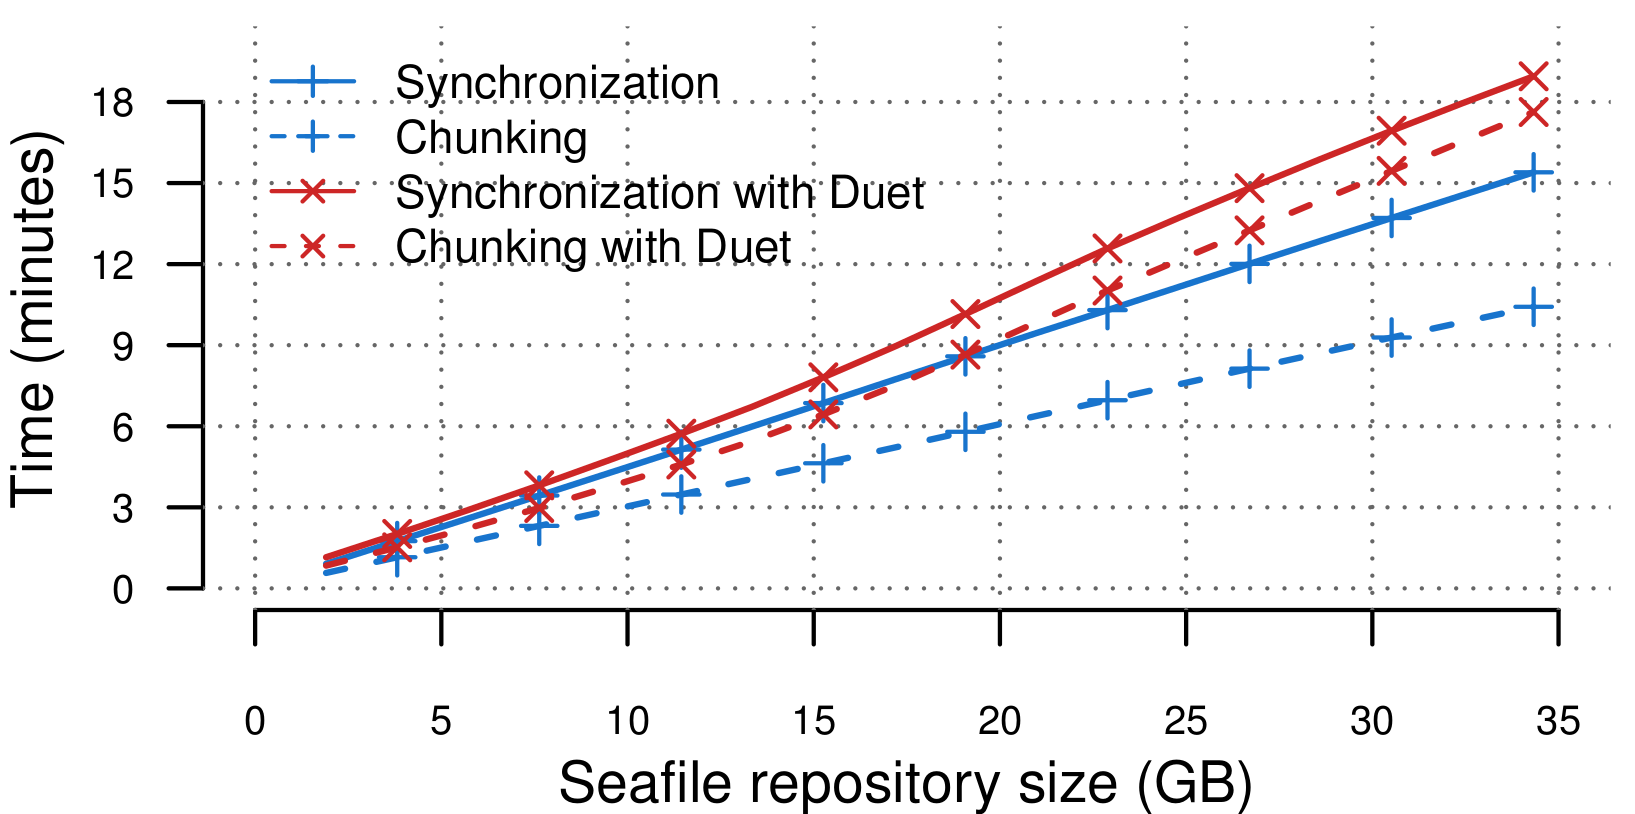 Synchronization
Chunking
Synchronization with Duet
Chunking with Duet
Time (minutes)
18
15
12
9
6
3
0
0 5 10 15 20 25 30 35
Seafile repository size (GB)